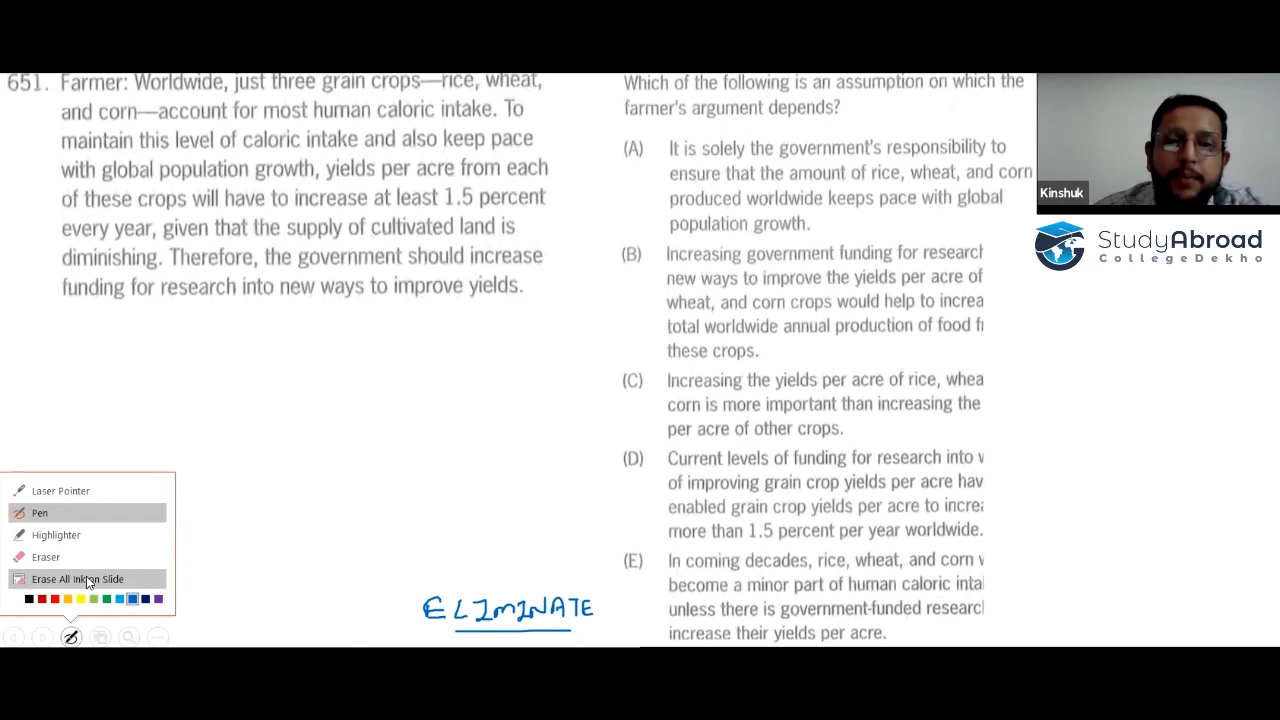 651. Farmer: Worldwide, just three grain crops—rice, wheat,
and corn—account for most human caloric intake. To
maintain this level of caloric intake and also keep pace
with global population growth, yields per acre from each
of these crops will have to increase at least 1.5 percent
every year, given that the supply of cultivated land is
diminishing. Therefore, the government should increase
funding for research into new ways to improve yields.
Which of the following is an assumption on which the
farmer's argument depends?
(A) It is solely the government's responsibility to
ensure that the amount of rice, wheat, and corn
produced worldwide keeps pace with global
population growth.
(B) Increasing government funding for research
new ways to improve the yields per acre of
wheat, and corn crops would help to increa
total worldwide annual production of food fr
these crops.
(C) Increasing the yields per acre of rice, whea
corn is more important than increasing the
per acre of other crops.
(D) Current levels of funding for research into w
of improving grain crop yields per acre hav
enabled grain crop yields per acre to increa
more than 1.5 percent per year worldwide.
(E) In coming decades, rice, wheat, and corn w
become a minor part of human caloric inta
unless there is government-funded research
increase their yields per acre.
Kinshuk
StudyAbroad
CollegeDekho
Laser Pointer
Pen
Highlighter
Eraser
Erase All Ink on Slide
ELIMINATE